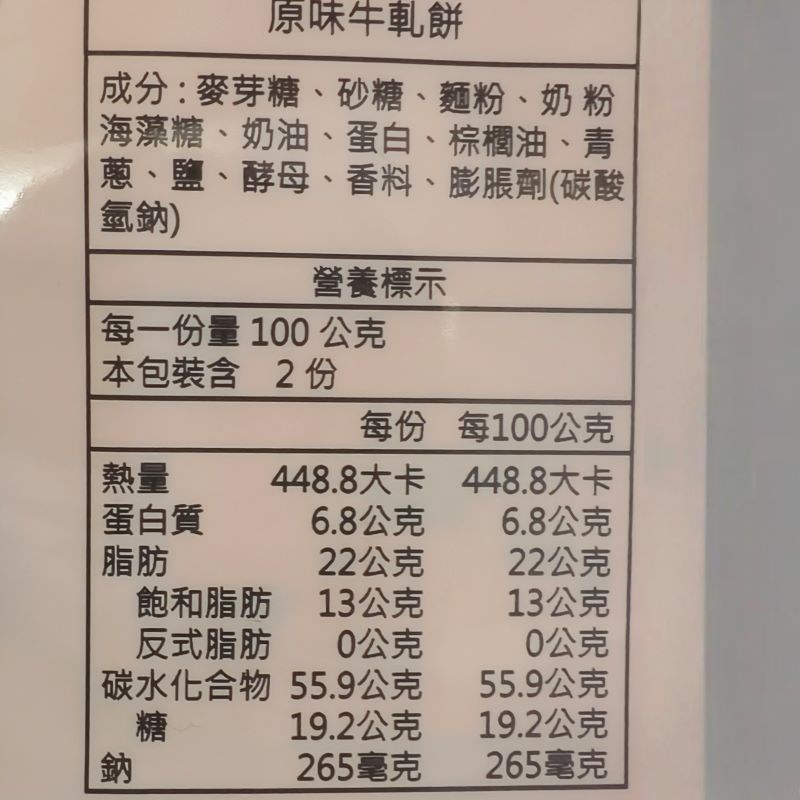 原味牛軋餅
成分:麥芽糖、砂糖、麵粉、奶粉
海藻糖、奶油、蛋白、棕櫚油、青
蔥、鹽、酵母、香料、膨脹劑(碳酸
氫鈉)
營養標示
每一份量 100 公克
本包裝含 2 份
每份 每100公克
熱量 448.8大卡 448.8大卡
蛋白質 6.8公克 6.8公克
脂肪 22公克 22公克
飽和脂肪 13公克 13公克
反式脂肪 0公克 0公克
碳水化合物 55.9公克 55.9公克
糖 19.2公克 19.2公克
鈉 265毫克 265毫克